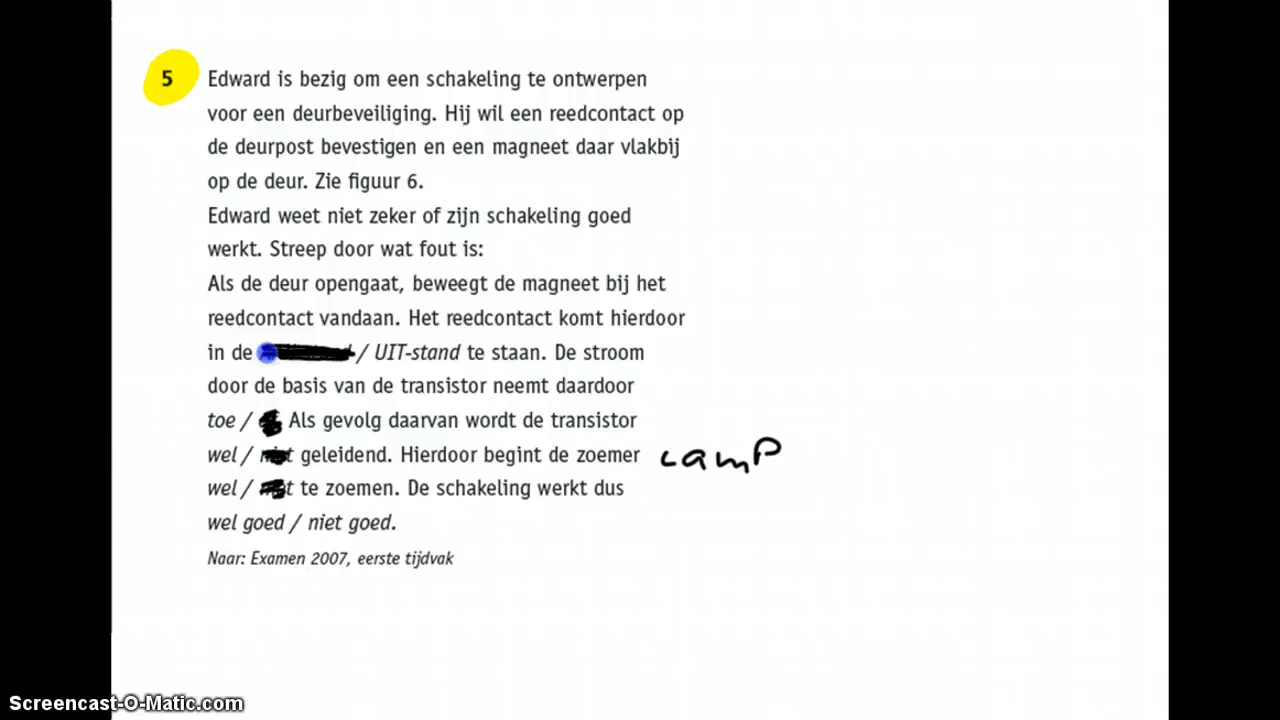 5 Edward is bezig om een schakeling te ontwerpen
voor een deurbeveiliging. Hij wil een reedcontact op
de deurpost bevestigen en een magneet daar vlakbij
op de deur. Zie figuur 6.
Edward weet niet zeker of zijn schakeling goed
werkt. Streep door wat fout is:
Als de deur opengaat, beweegt de magneet bij het
reedcontact vandaan. Het reedcontact komt hierdoor
in de / UIT-stand te staan. De stroom
door de basis van de transistor neemt daardoor
toe / Als gevolg daarvan wordt de transistor
wel / geleidend. Hierdoor begint de zoemer Lamp
wel / te zoemen. De schakeling werkt dus
wel goed / niet goed.
Naar: Examen 2007, eerste tijdvak
Screencast-O-Matic.com